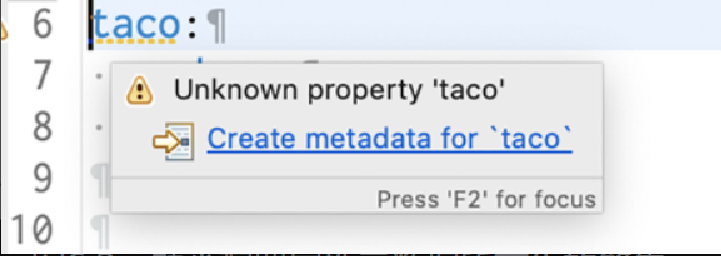 6 taco:¶
7
Unknown property 'taco'
8
Create metadata for `taco`
9 ¶
Press 'F2' for focus
10 ¶